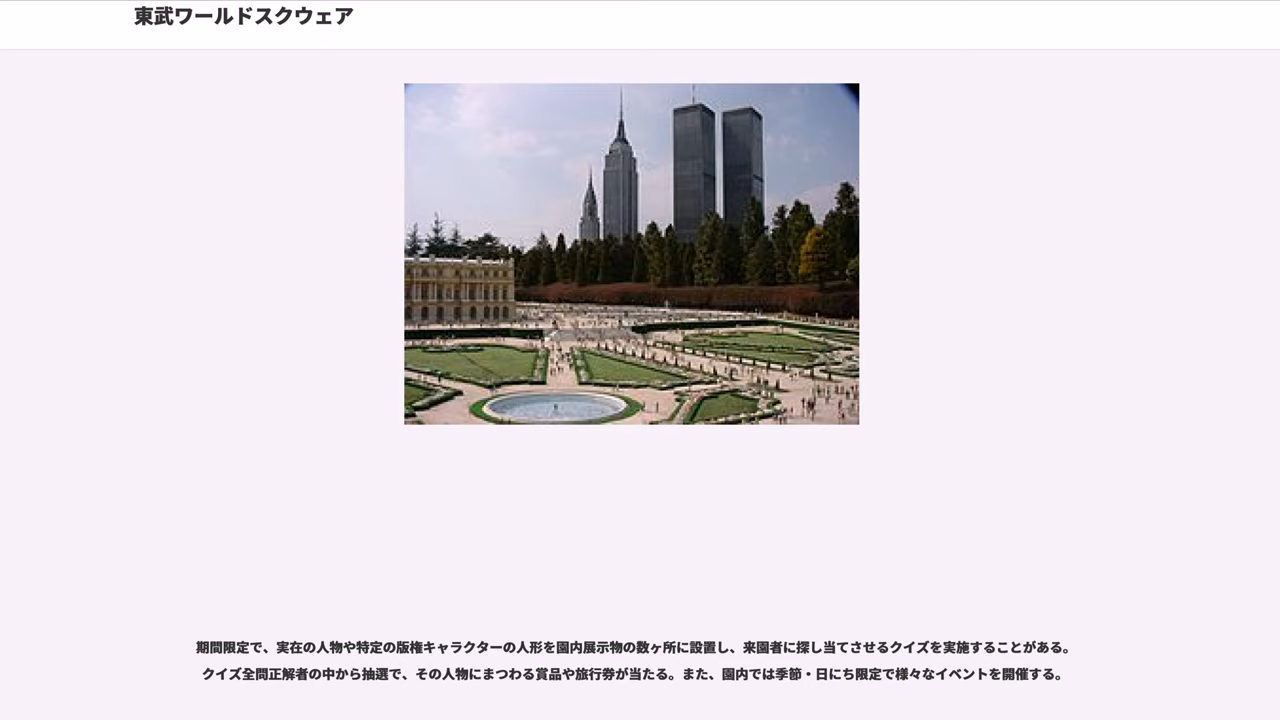 東武ワールドスクウェア
期間限定で、実在の人物や特定の版権キャラクターの人形を園内展示物の数ヶ所に設置し、来園者に探し当てさせるクイズを実施することがある。
クイズ全問正解者の中から抽選で、その人物にまつわる賞品や旅行券が当たる。また、園内では季節・日にち限定で様々なイベントを開催する。